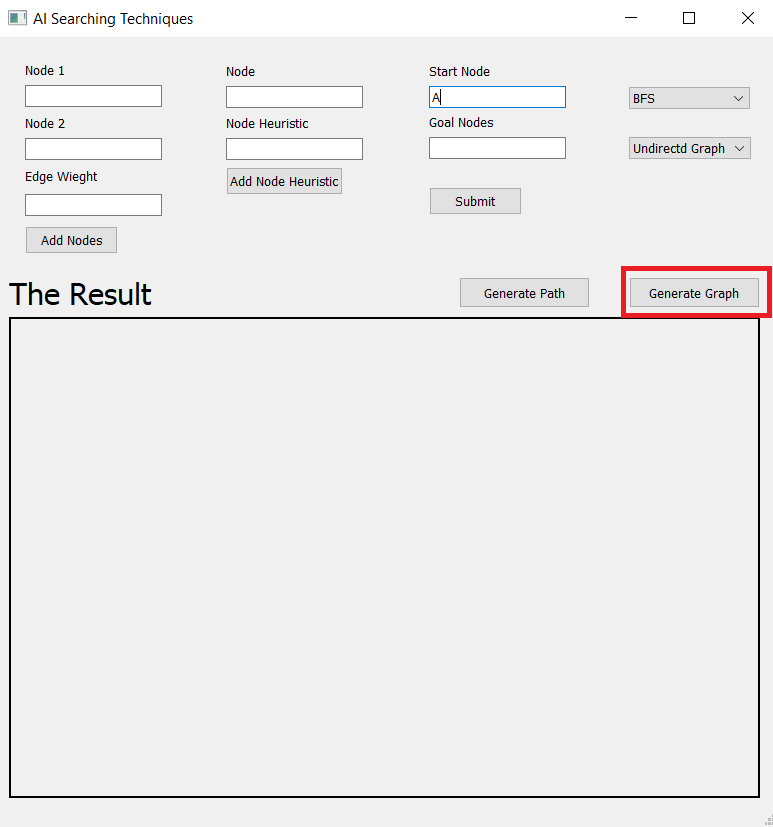 AI Searching Techniques
Node 1
Node
Start Node
A
BFS
Node 2
Node Heuristic
Goal Nodes
Undirectd Graph
Edge Wieght
Add Node Heuristic
Submit
Add Nodes
The Result
Generate Path
Generate Graph